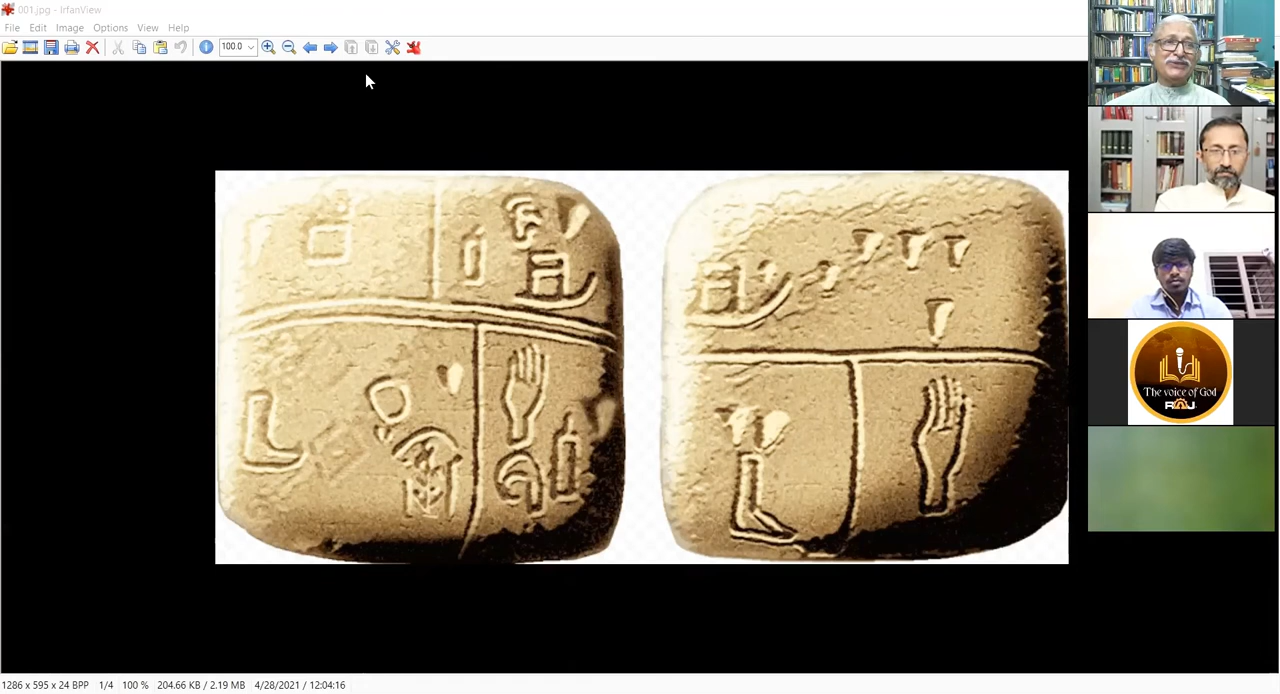 001.jpg - IrfanView
File Edit Image Options View Help
100.0
The voice of God
1286 x 595 x 24 BPP 1/4 100 % 204.66 KB / 2.19 MB 4/28/2021 / 12:04:16